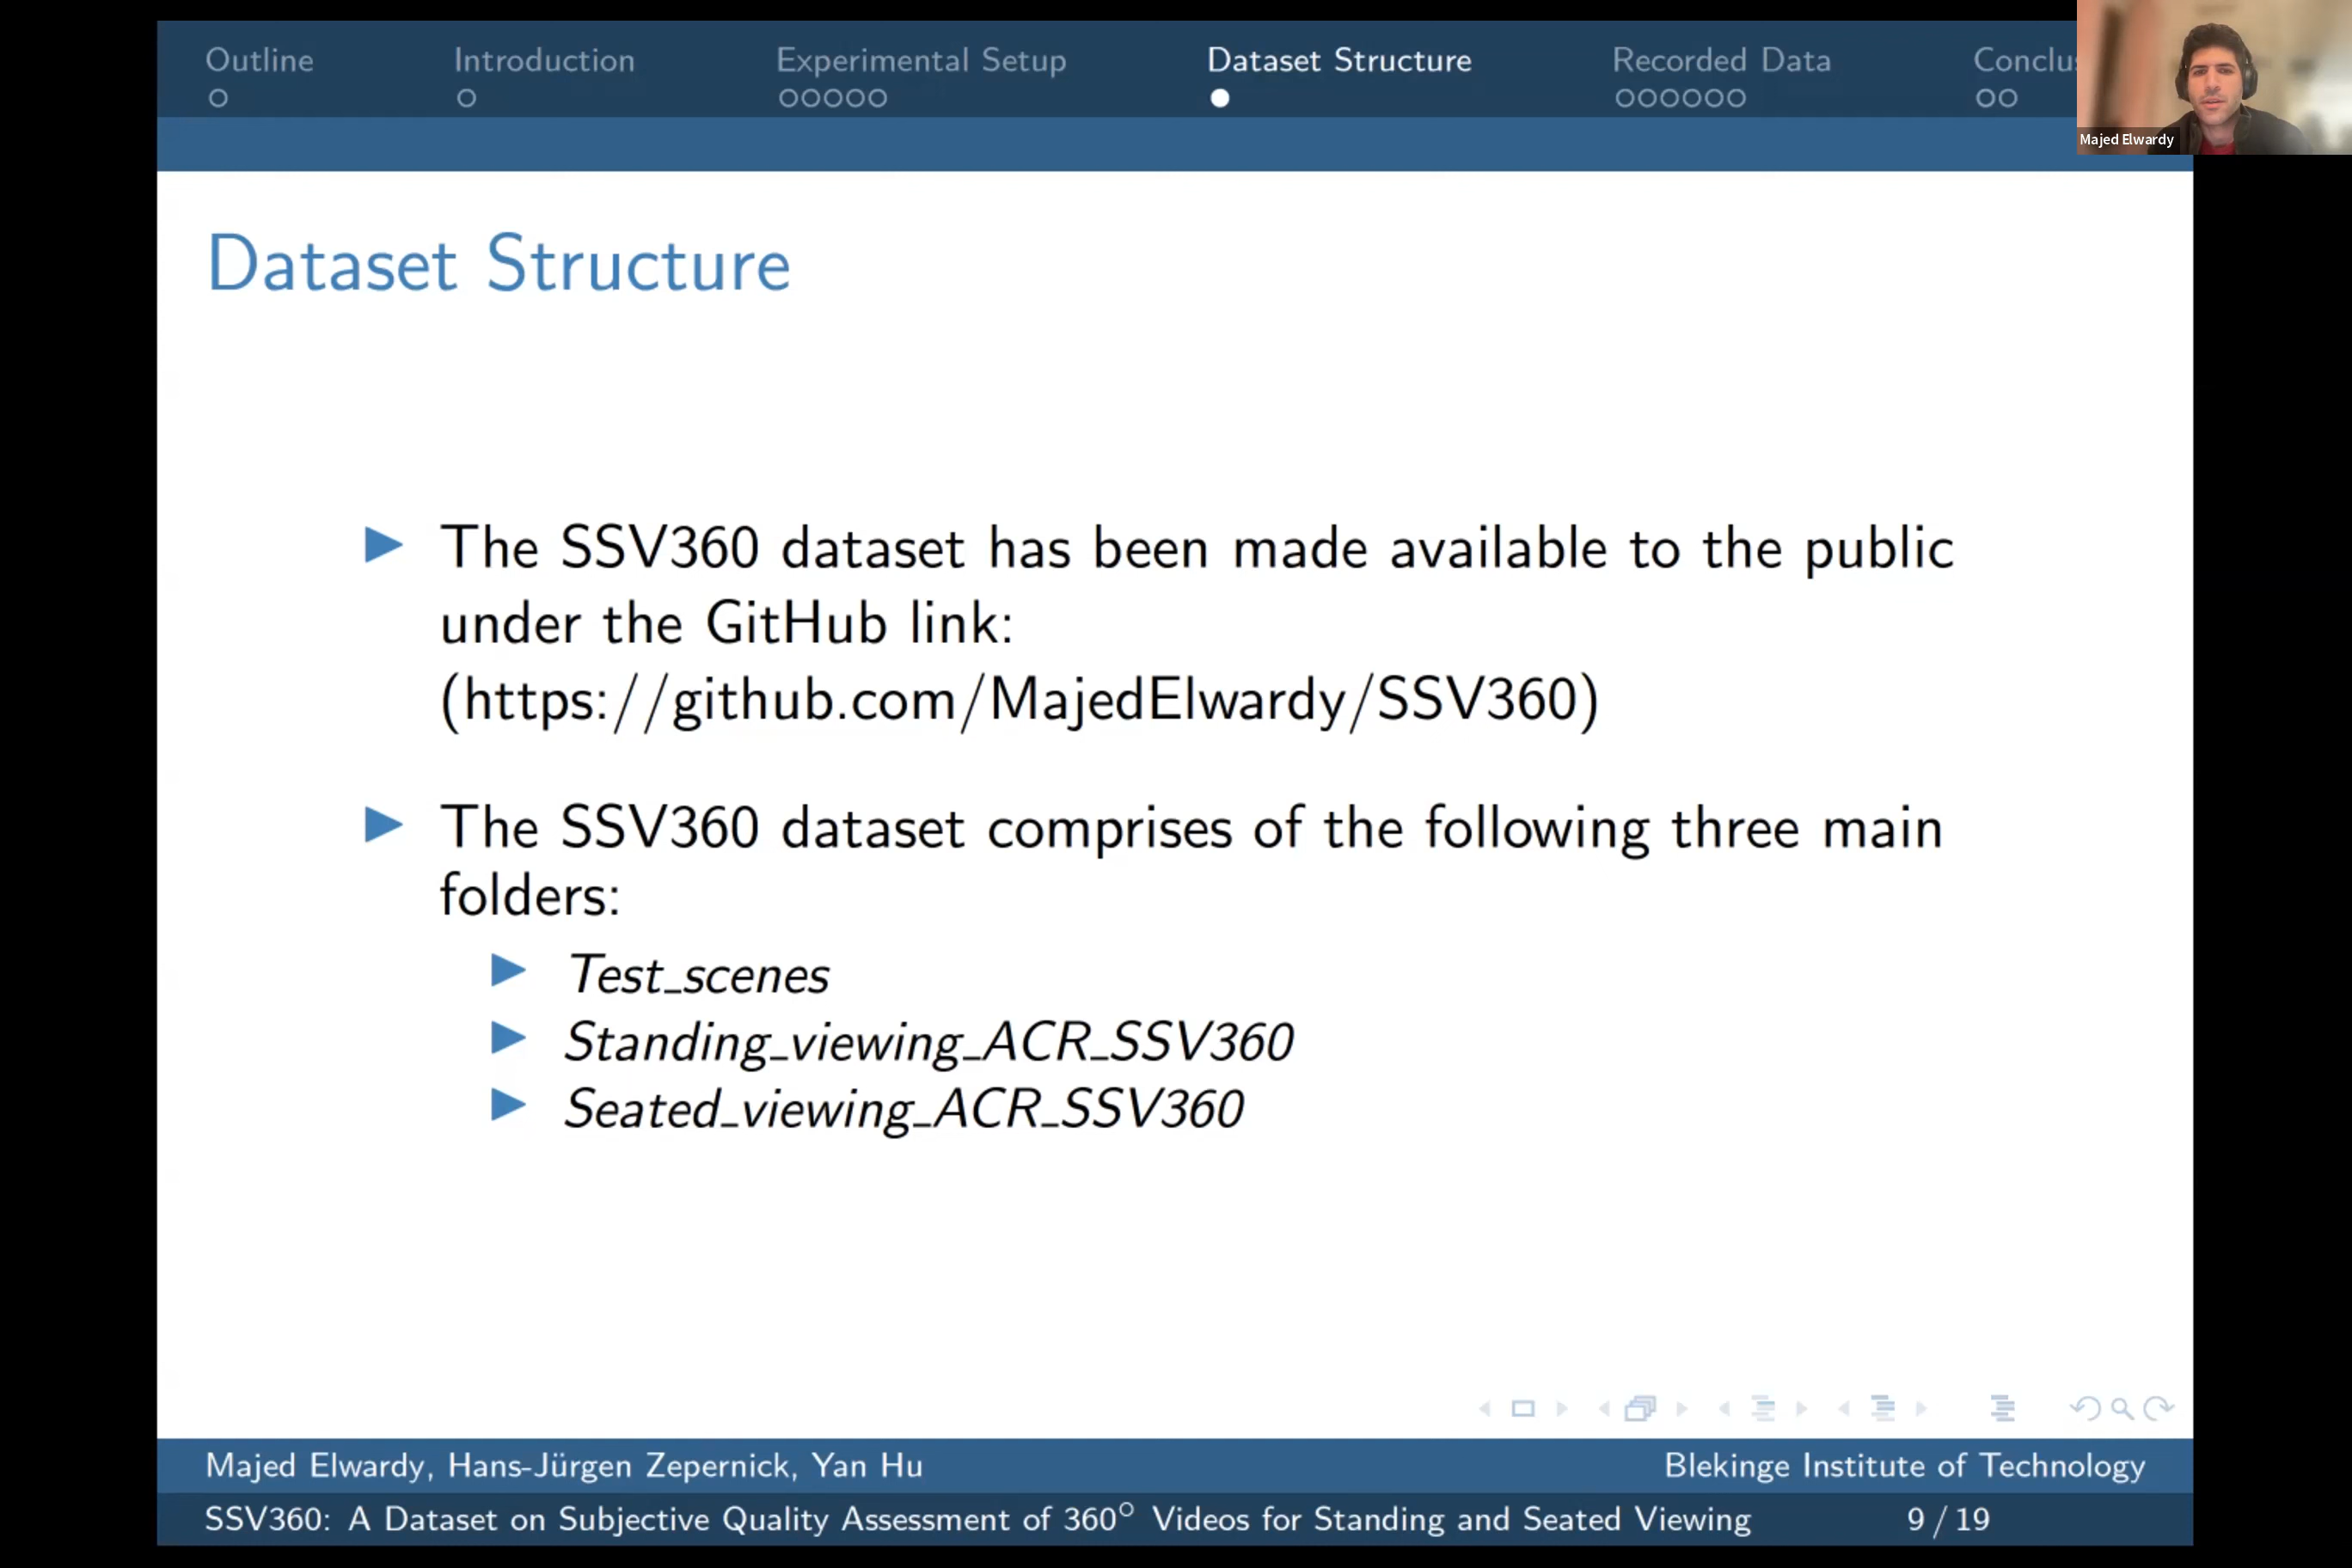 Outline
Introduction
Experimental Setup
Dataset Structure
Recorded Data
Majed Elwardy
Dataset Structure
The SSV360 dataset has been made available to the public
under the GitHub link:
(https://github.com/MajedElwardy/SSV360)
The SSV360 dataset comprises of the following three main
folders:
Test_scenes
Standing_viewing_ACR_SSV360
Seated_viewing_ACR_SSV360
Majed Elwardy, Hans-Jürgen Zepernick, Yan Hu
Blekinge Institute of Technology
SSV360: A Dataset on Subjective Quality Assessment of 360° Videos for Standing and Seated Viewing
9 / 19